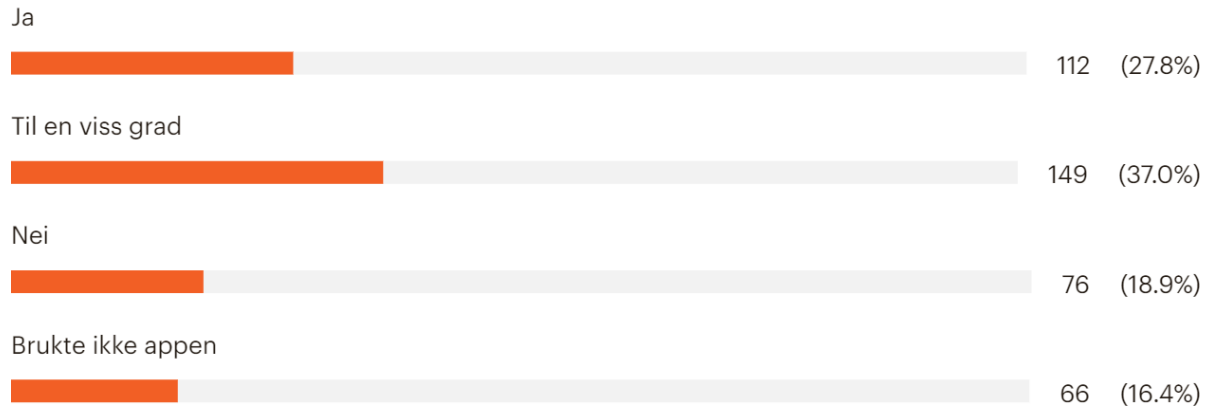 Ja
112 (27.8%)
Til en viss grad
149 (37.0%)
Nei
76 (18.9%)
Brukte ikke appen
66 (16.4%)